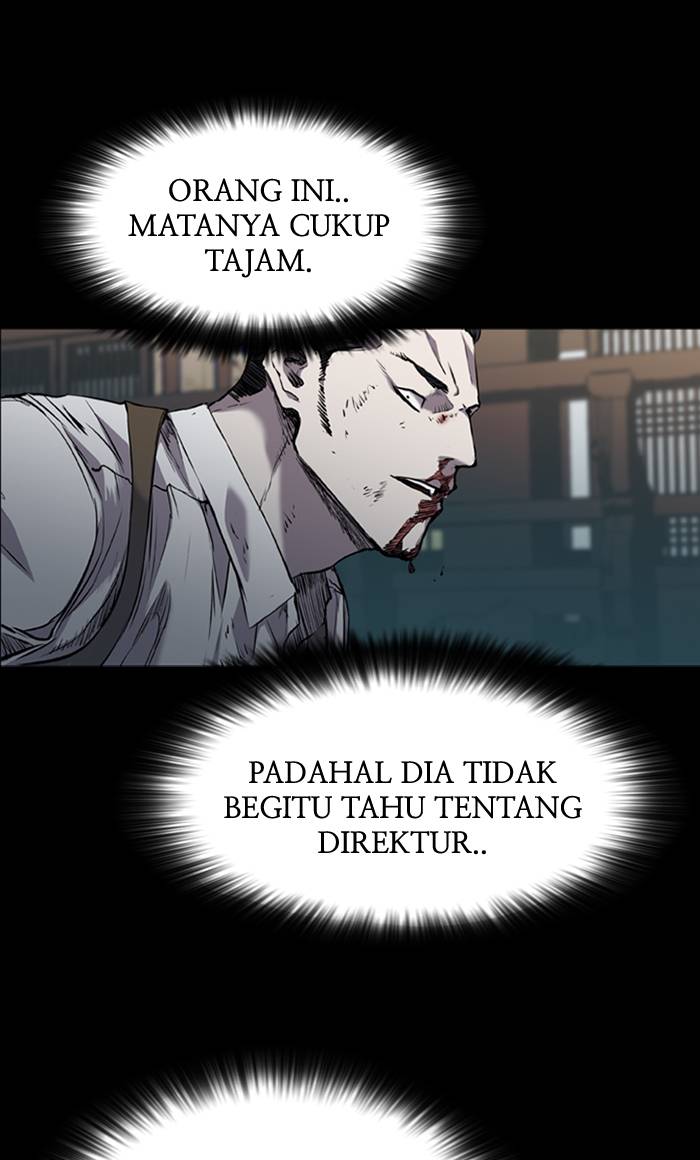 ORANG INI..
MATANYA CUKUP
TAJAM.
PADAHAL DIA TIDAK
BEGITU TAHU TENTANG
DIREKTUR..